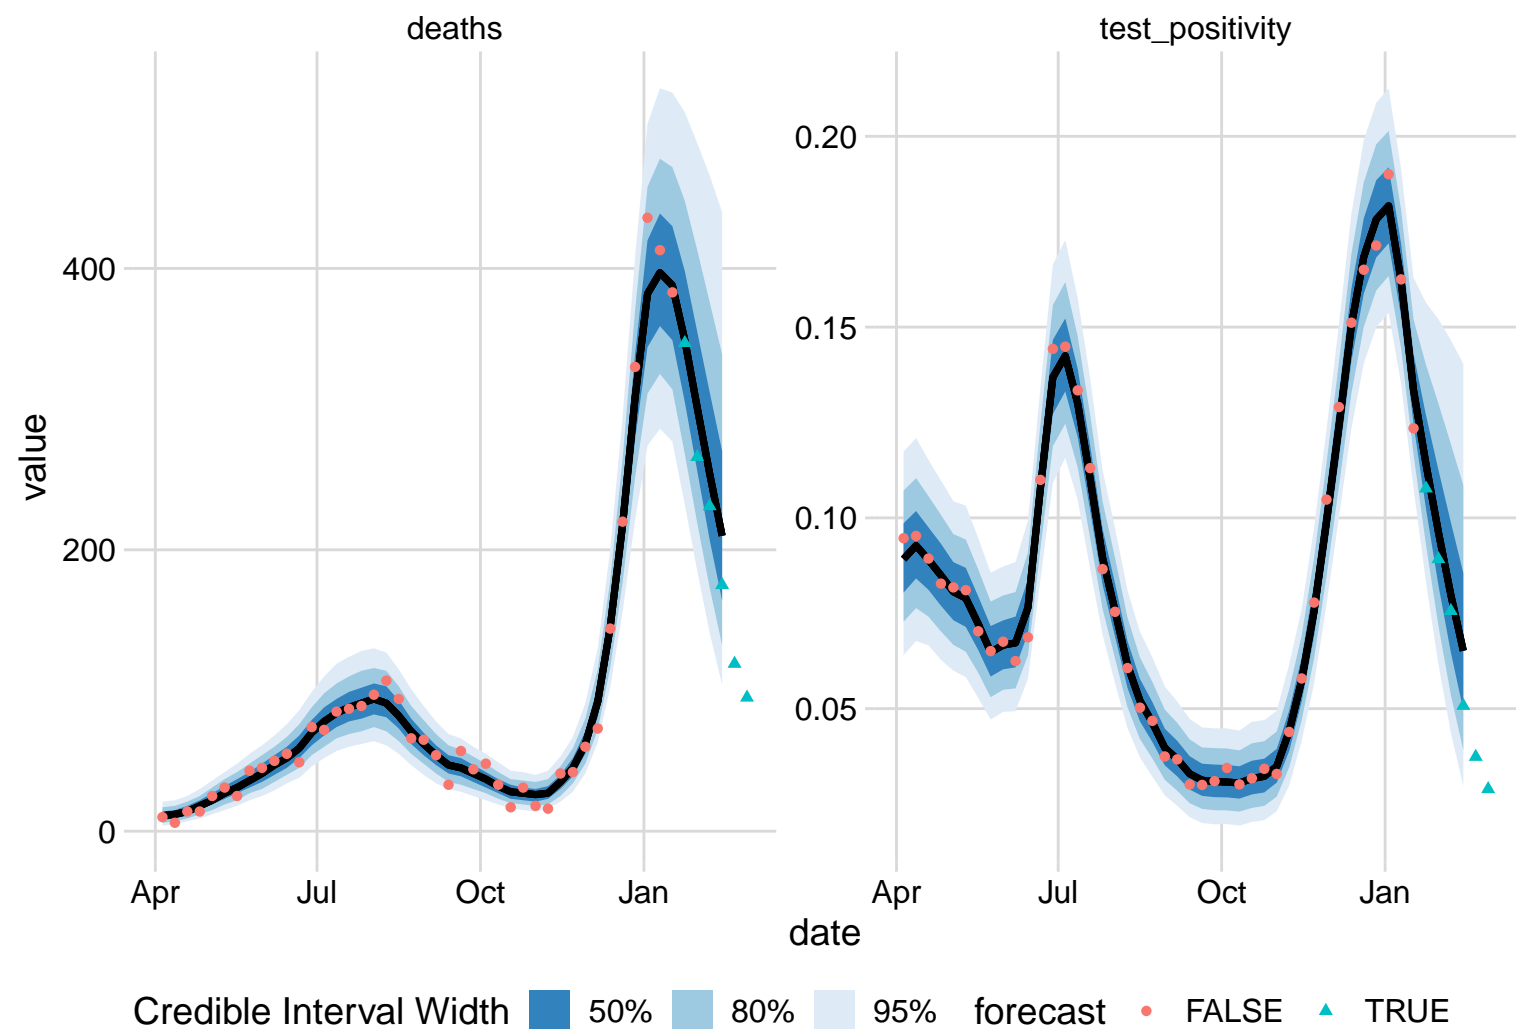 deaths
test_positivity
value
400
200
0
0.20
0.15
0.10
0.05
Apr Jul Oct Jan
Apr Jul Oct Jan
date
Credible Interval Width 50% 80% 95% forecast FALSE TRUE